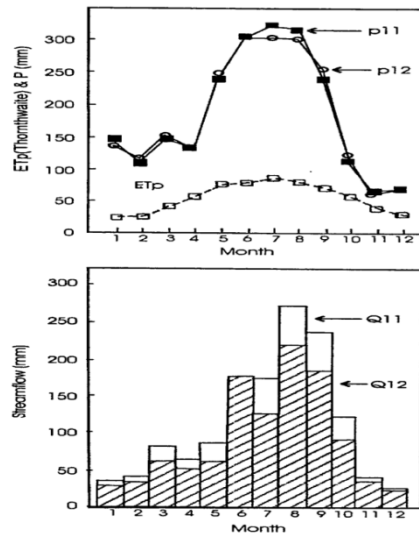 ETp(Thornthwaite) & P (mm)
300
250
200
150
100
50
0
p11
p12
ETp
1 2 3 4 5 6 7 8 9 10 11 12
Month
Streamflow (mm)
300
250
200
150
100
50
0
Q11
Q12
1 2 3 4 5 6 7 8 9 10 11 12
Month